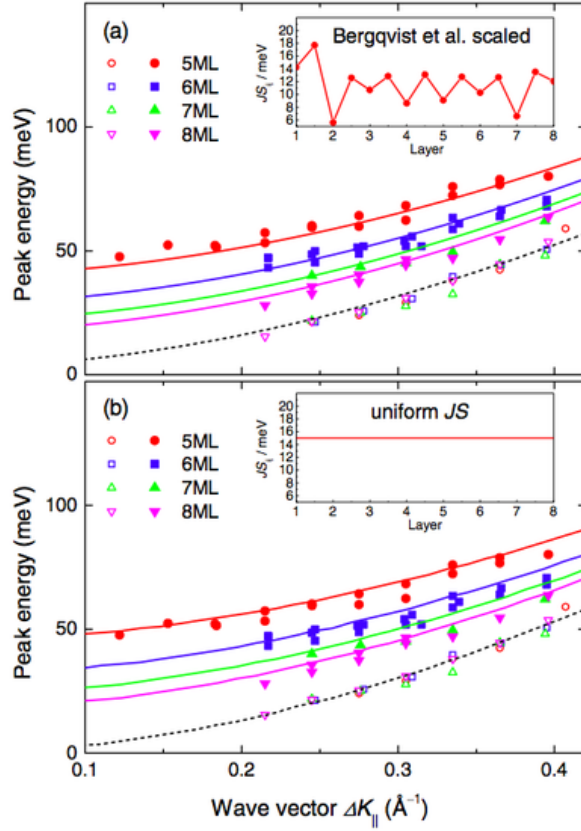 (a)
Bergqvist et al. scaled
5ML
6ML
7ML
8ML
JSᵢ / meV
22
20
18
16
14
12
10
8
6
1 2 3 4 5 6 7 8
Layer
Peak energy (meV)
100
50
0
(b)
uniform JS
5ML
6ML
7ML
8ML
JSᵢ / meV
22
20
18
16
14
12
10
8
6
1 2 3 4 5 6 7 8
Layer
Peak energy (meV)
100
50
0
0.1 0.2 0.3 0.4
Wave vector ΔK|| (Å⁻¹)